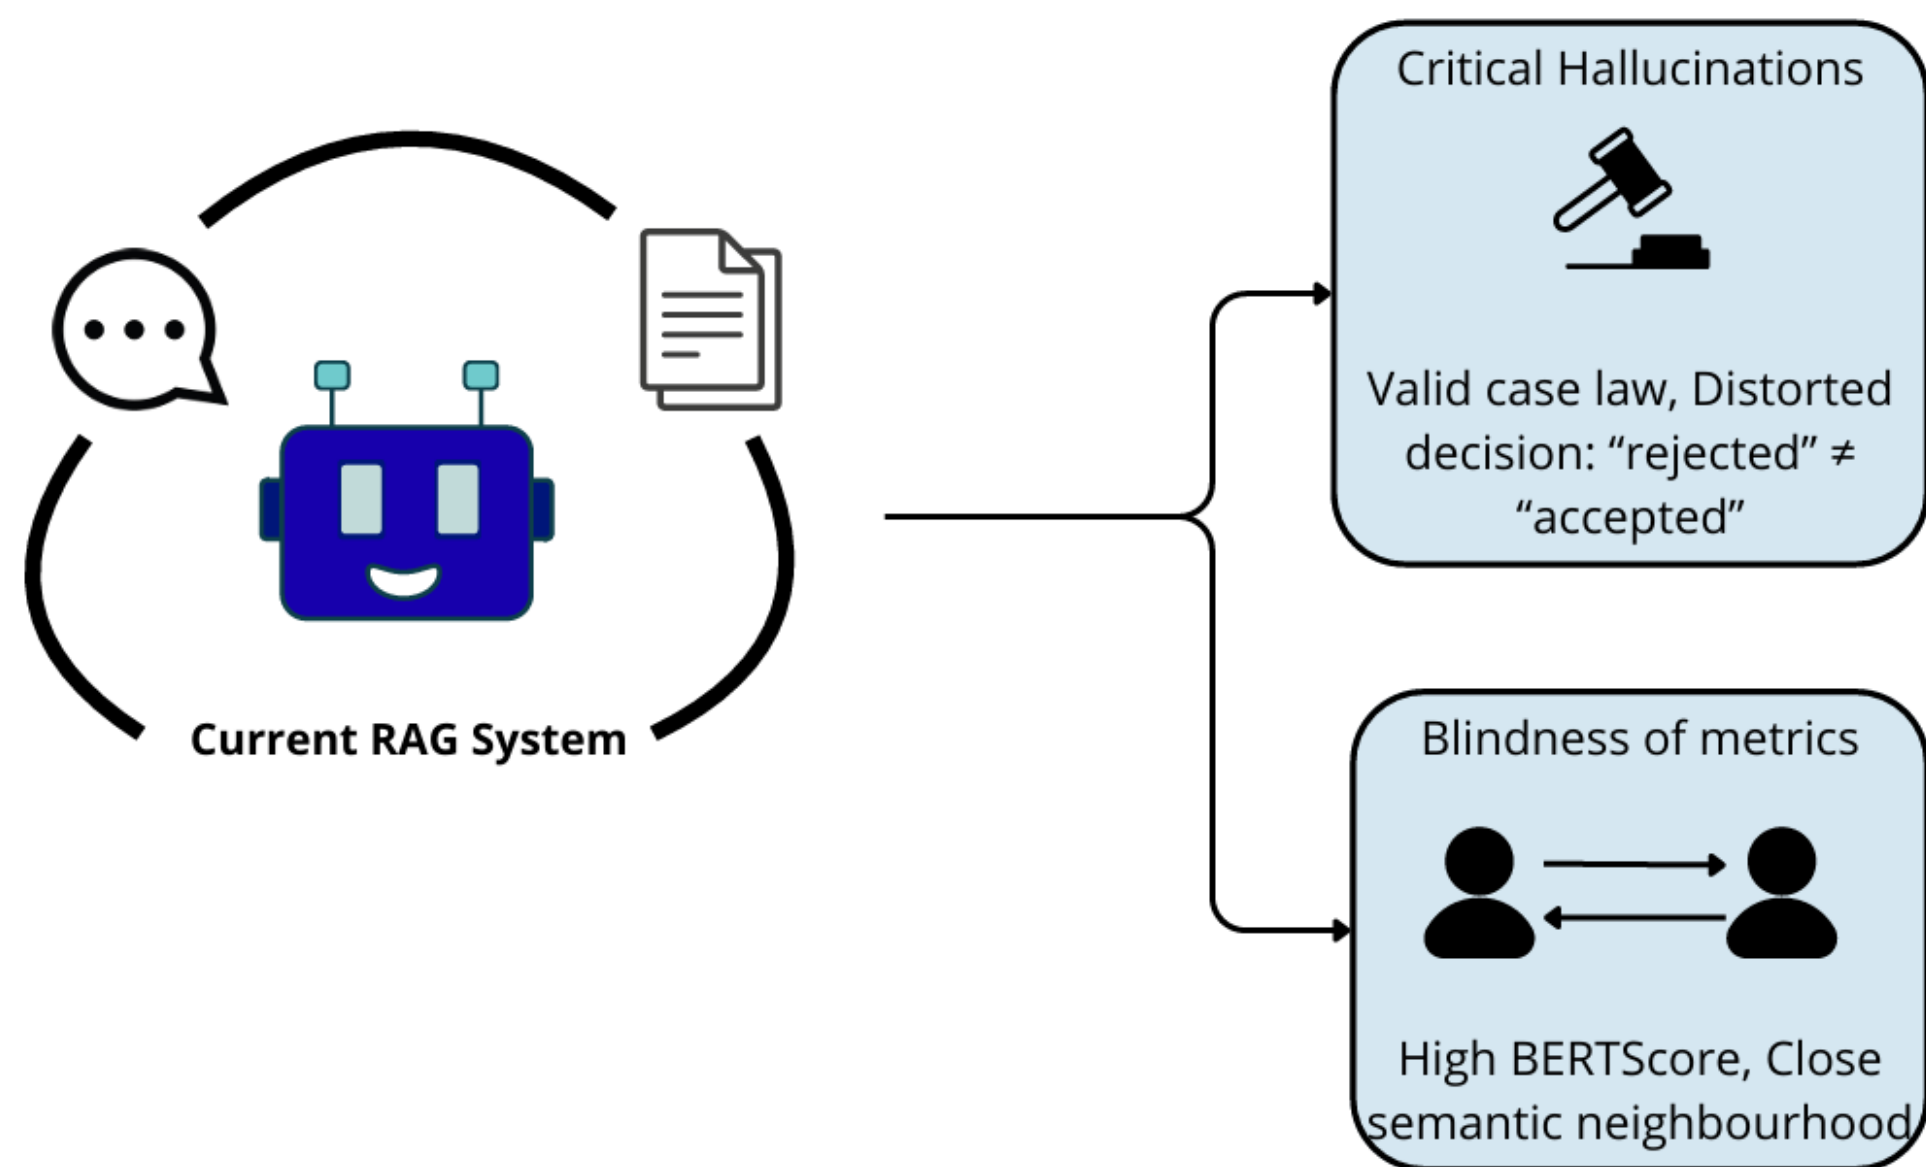 Current RAG System
Critical Hallucinations
Valid case law, Distorted
decision: “rejected” ≠
“accepted”
Blindness of metrics
High BERTScore, Close
semantic neighbourhood